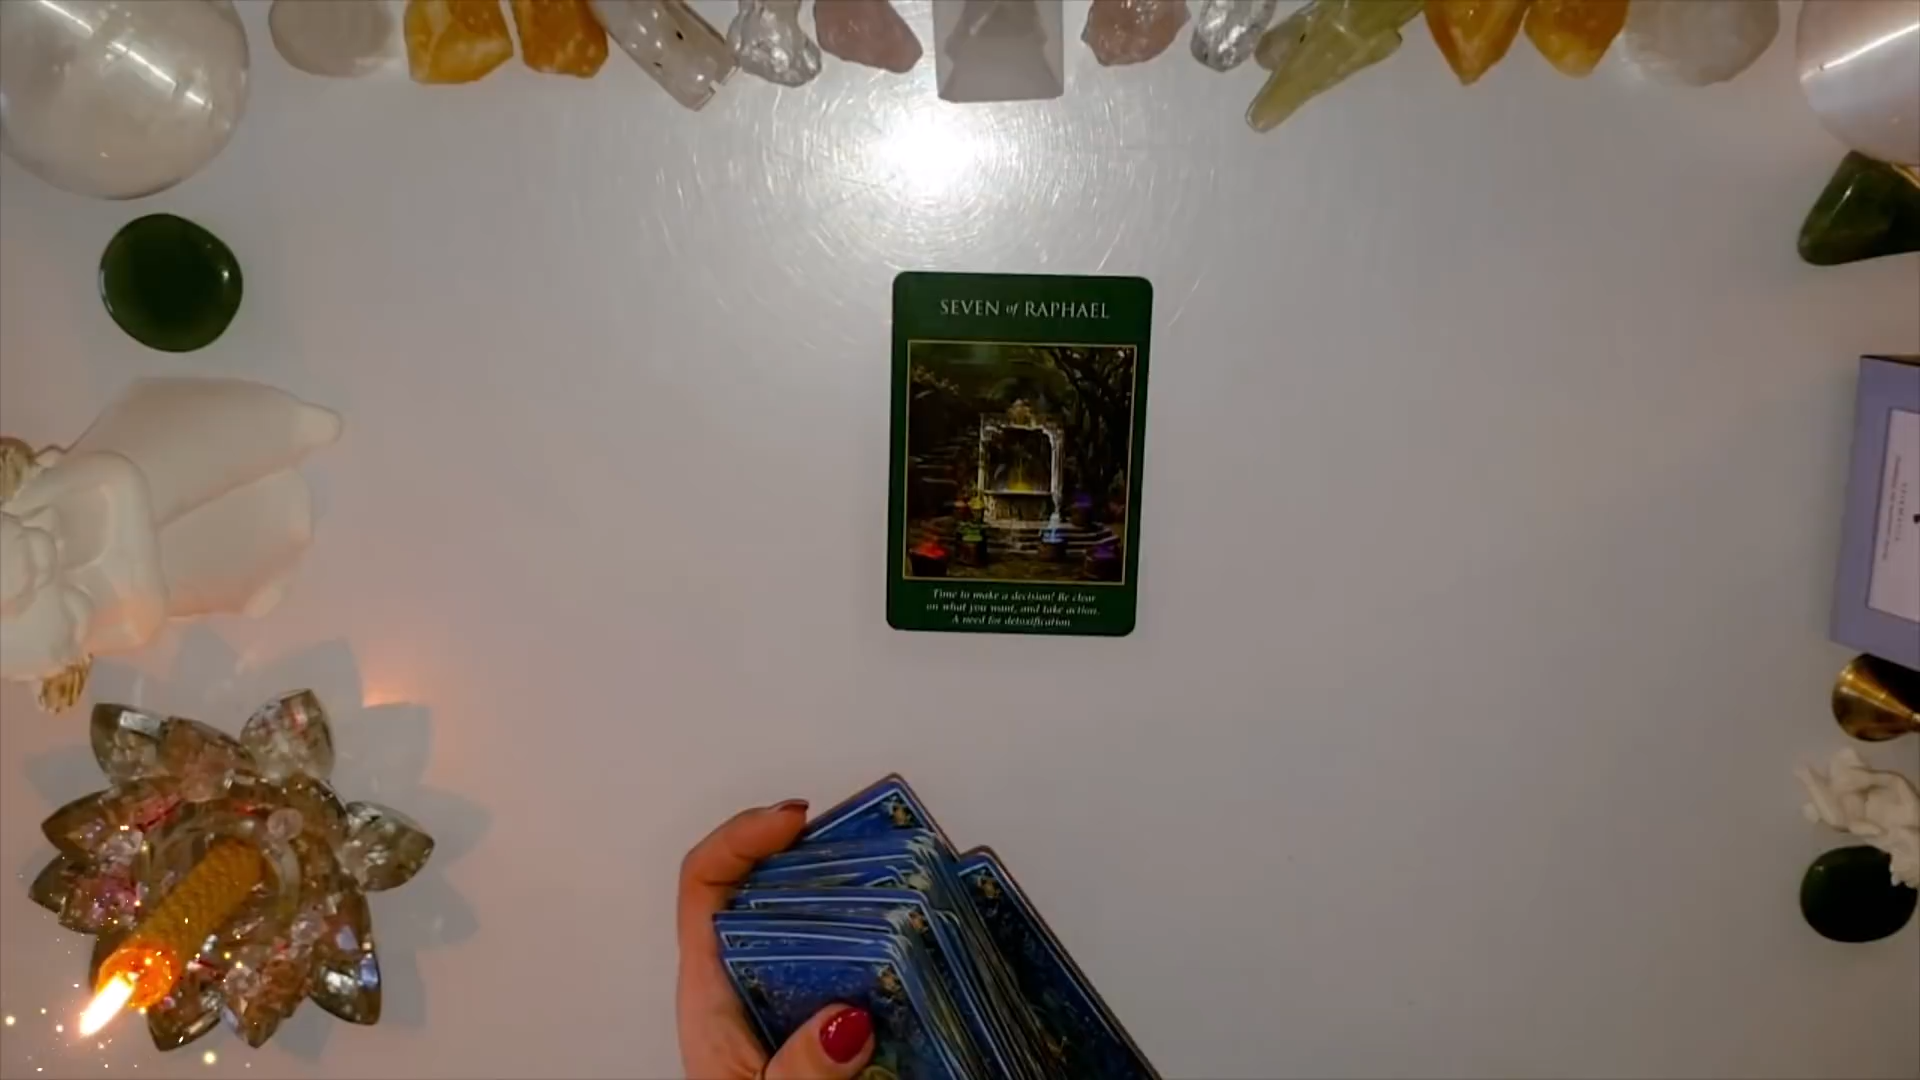 SEVEN of RAPHAEL
Time to make a decision! Be clear
on what you want, and take action.
A need for detoxification.